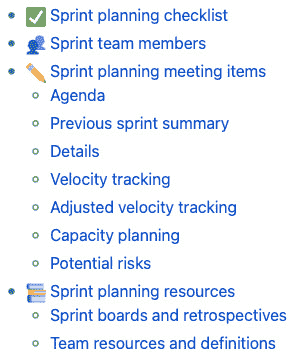 Sprint planning checklist
Sprint team members
Sprint planning meeting items
Agenda
Previous sprint summary
Details
Velocity tracking
Adjusted velocity tracking
Capacity planning
Potential risks
Sprint planning resources
Sprint boards and retrospectives
Team resources and definitions